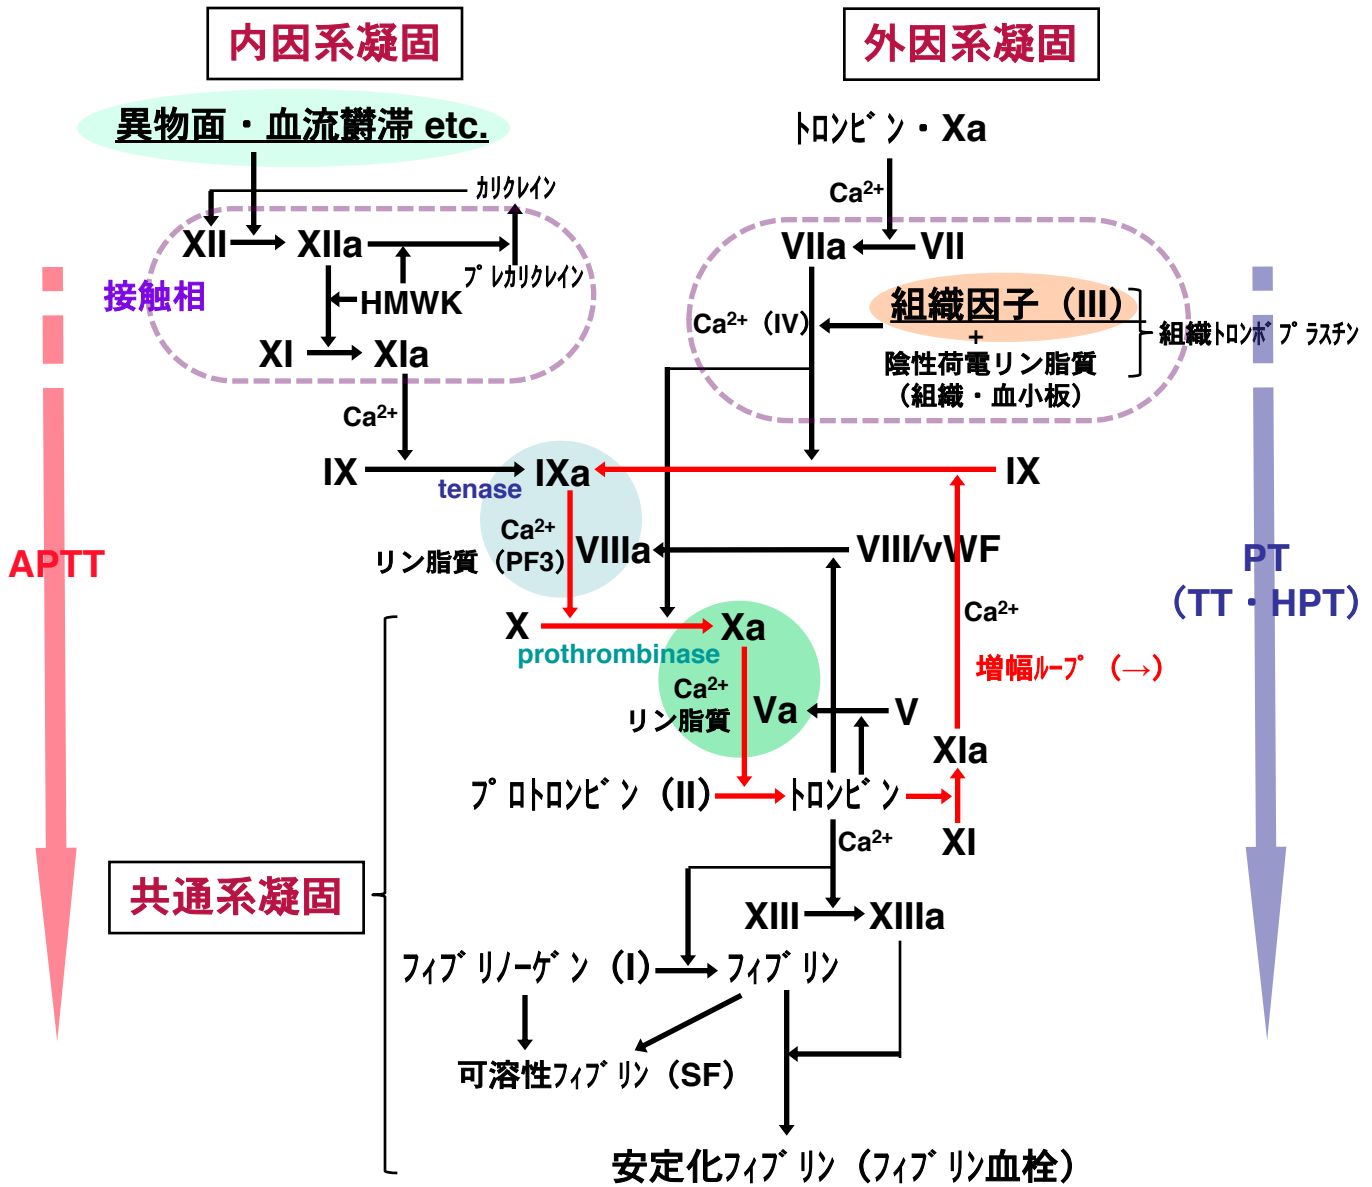 内因系凝固
外因系凝固
異物面・血流欝滞 etc.
トロンビン・Xa
Ca2+
カリクレイン
XII
XIIa
VIIa
VII
プレカリクレイン
接触相
HMWK
組織因子（III）
Ca2+（IV）
+
組織トロンボプラスチン
XI
XIa
陰性荷電リン脂質
（組織・血小板）
Ca2+
IX
IXa
IX
tenase
Ca2+
リン脂質（PF3）
VIIIa
VIII/vWF
APTT
PT
（TT・HPT）
Ca2+
X
Xa
prothrombinase
増幅ループ（→）
Ca2+
リン脂質
Va
V
XIa
プロトロンビン（II）
トロンビン
Ca2+
XI
共通系凝固
XIII
XIIIa
フィブリノーゲン（I）
フィブリン
可溶性フィブリン（SF）
安定化フィブリン（フィブリン血栓）